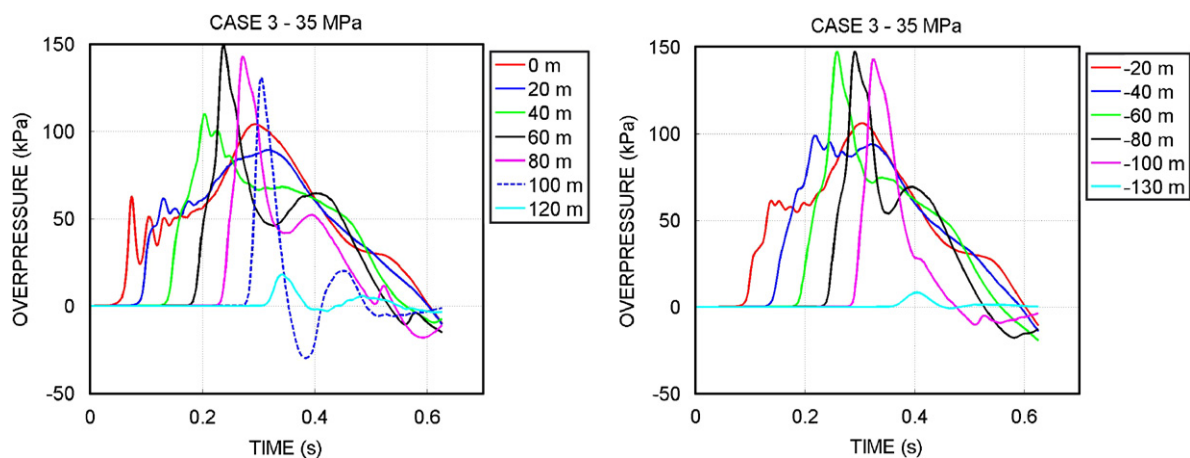 CASE 3 - 35 MPa
OVERPRESSURE (kPa)
150
100
50
0
-50
0
0.2
0.4
0.6
TIME (s)
0 m
20 m
40 m
60 m
80 m
100 m
120 m
CASE 3 - 35 MPa
OVERPRESSURE (kPa)
150
100
50
0
-50
0
0.2
0.4
0.6
TIME (s)
-20 m
-40 m
-60 m
-80 m
-100 m
-130 m